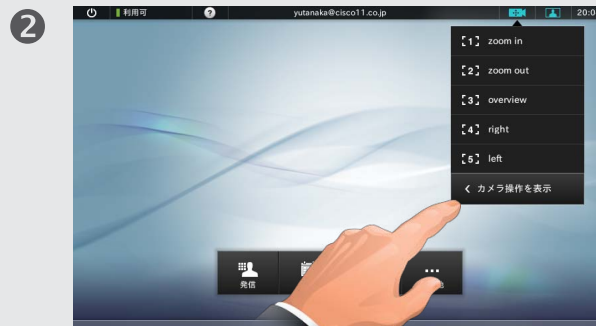 2
利用可
?
yutanaka@cisco11.co.jp
20:0
[1] zoom in
[2] zoom out
[3] overview
[4] right
[5] left
< カメラ操作を表示
発信